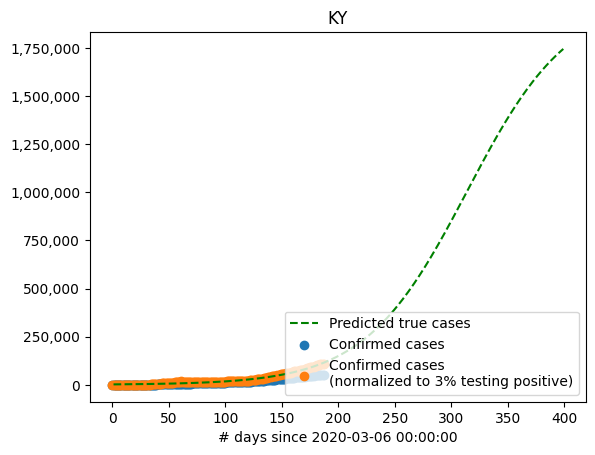 KY
1,750,000
1,500,000
1,250,000
1,000,000
750,000
500,000
250,000
0
Predicted true cases
Confirmed cases
Confirmed cases
(normalized to 3% testing positive)
0 50 100 150 200 250 300 350 400
# days since 2020-03-06 00:00:00